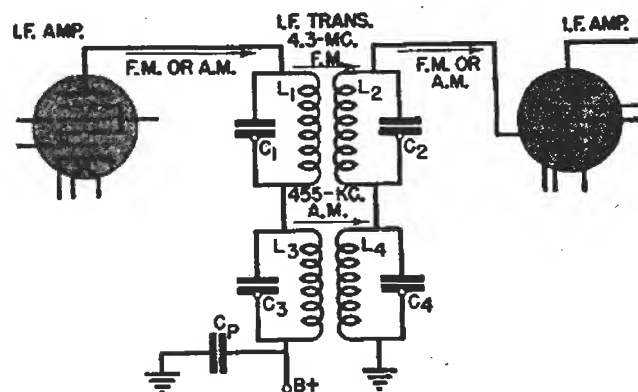 I.F. AMP.
I.F. TRANS.
4.3-MC.
F.M.
I.F. AMP.
F.M. OR A.M.
F.M. OR
A.M.
L1
L2
C1
C2
455-KC.
A.M.
L3
L4
C3
C4
CP
B+